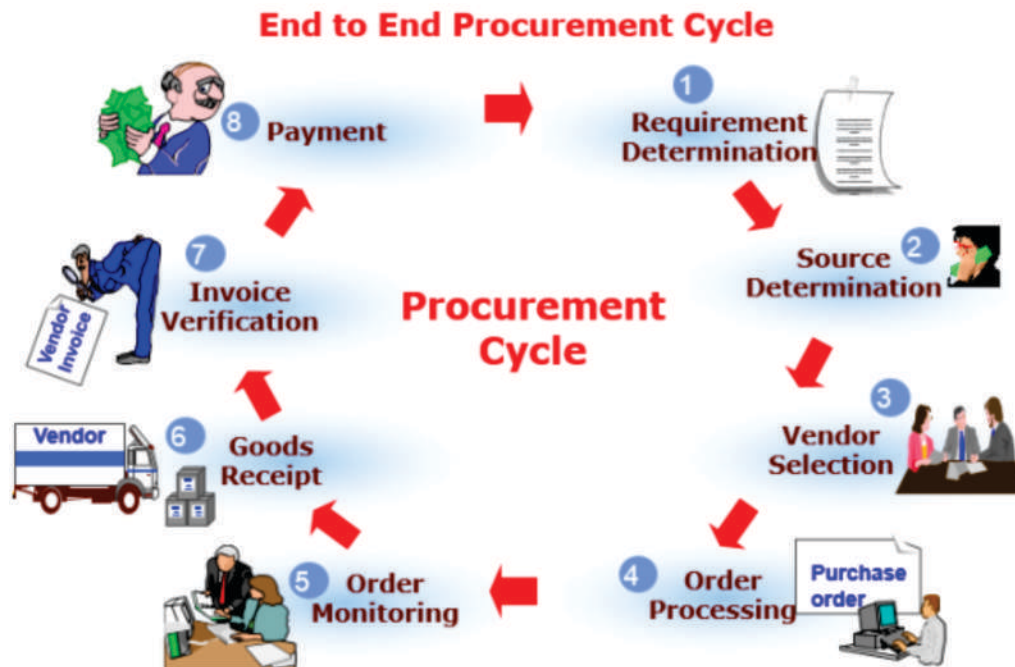 End to End Procurement Cycle
1
Requirement
Determination
2
Source
Determination
3
Vendor
Selection
4
Order
Processing
Purchase
order
5
Order
Monitoring
6
Goods
Receipt
Vendor
7
Invoice
Verification
Vendor
Invoice
8
Payment
Procurement
Cycle